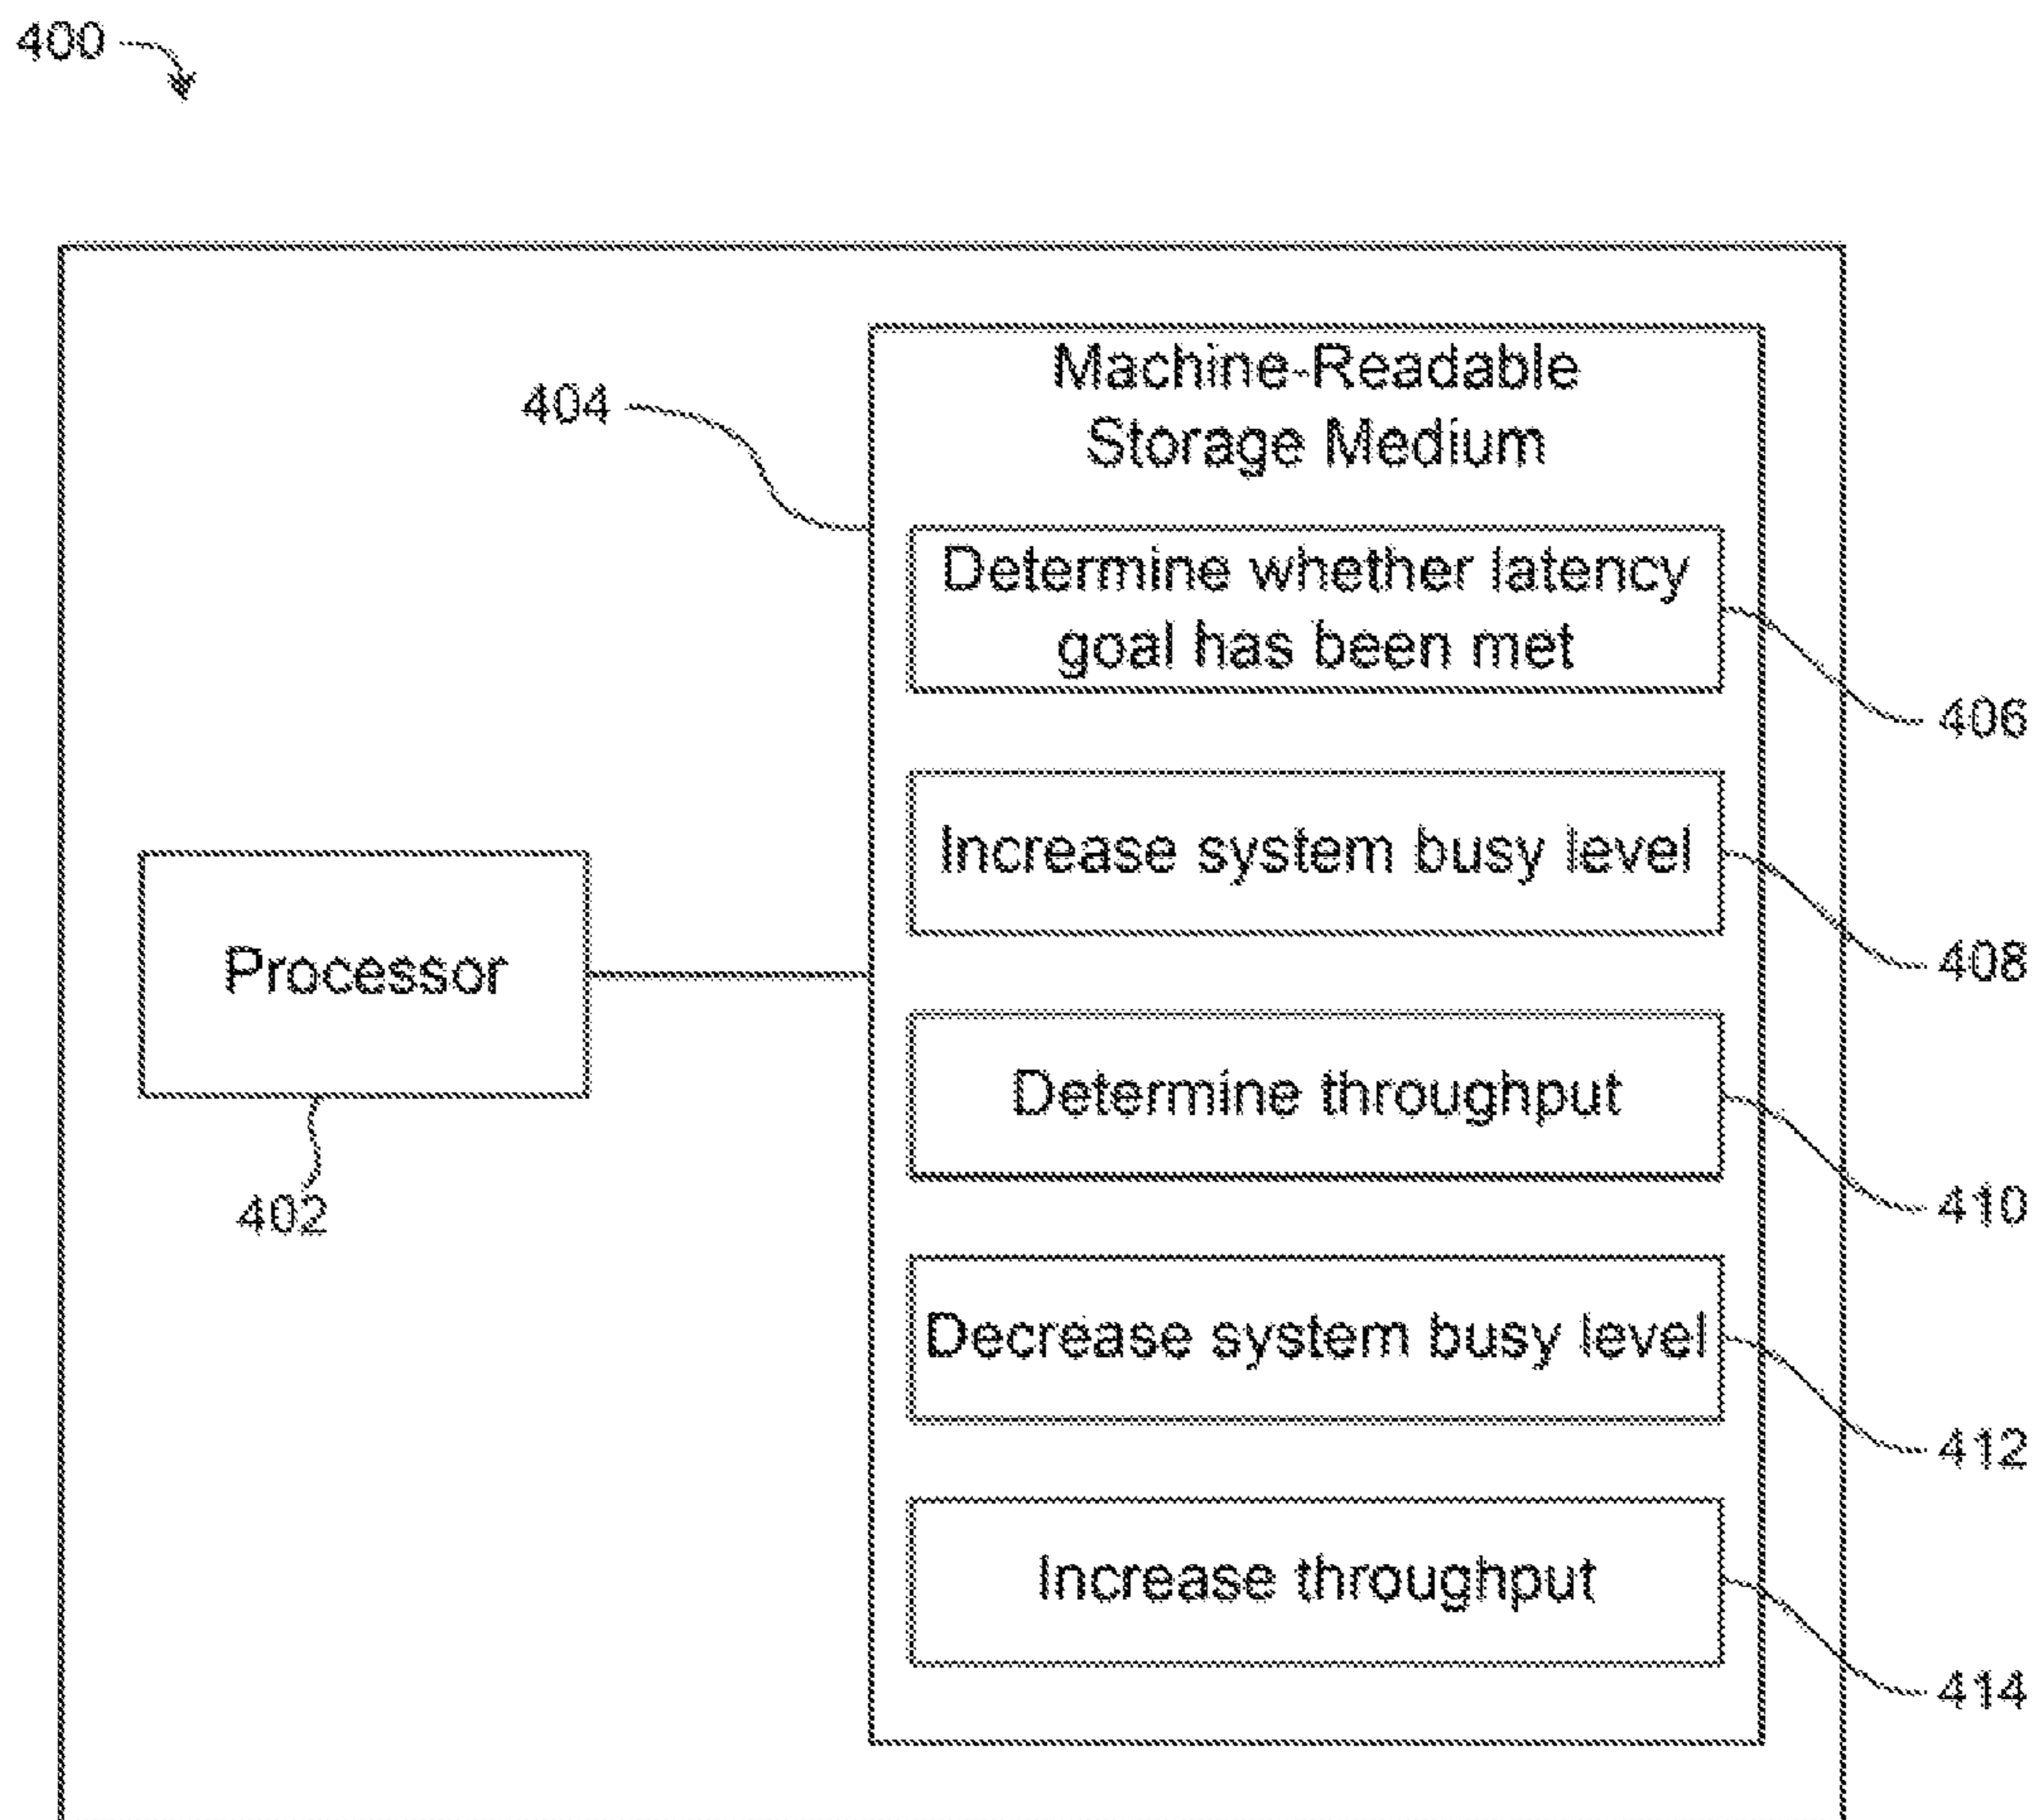 400
Machine-Readable
Storage Medium
404
Determine whether latency
goal has been met
406
Increase system busy level
408
Processor
402
Determine throughput
410
Decrease system busy level
412
Increase throughput
414